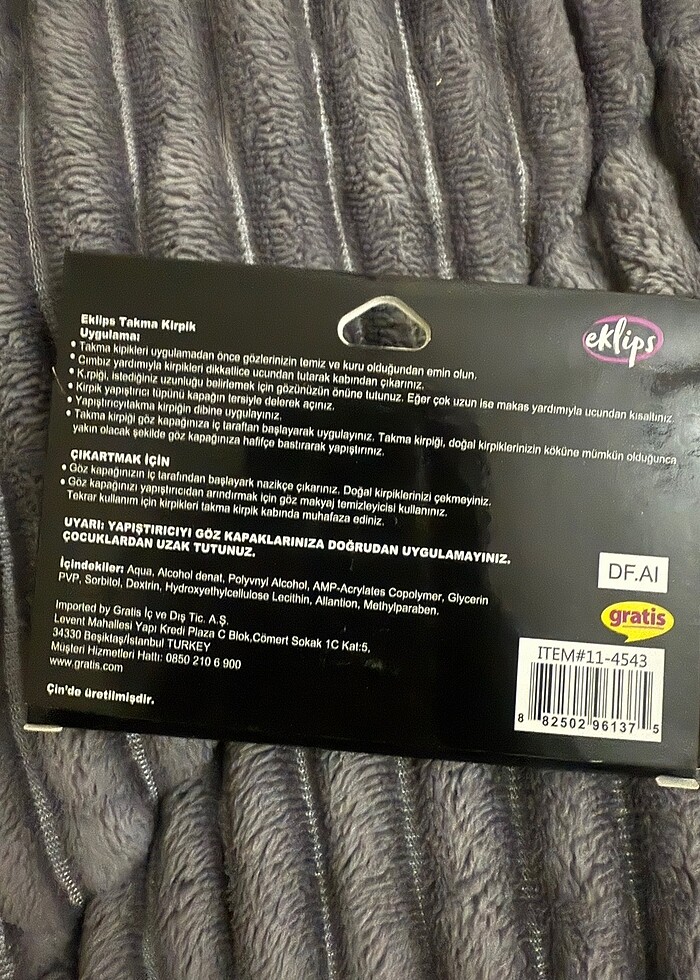 Eklips Takma Kirpik
Uygulama:
• Takma kipikleri uygulamadan önce gözlerinizin temiz ve kuru olduğundan emin olun.
• Cımbız yardımıyla kirpikleri dikkatlice ucundan tutarak kabından çıkarınız.
• K.rpiği, istediğiniz uzunluğu belirlemek için gözünüzün önüne tutunuz. Eğer çok uzun ise makas yardımıyla ucundan kısaltınız.
• Kirpik yapıştırıcı tüpünü kapağın tersiyle delerek açınız.
• Yapıştırıcıyı takma kirpiğin dibine uygulayınız.
• Takma kirpiği göz kapağınıza iç taraftan başlayarak uygulayınız. Takma kirpiği, doğal kirpiklerinizin köküne mümkün olduğunca
yakın olacak şekilde göz kapağınıza hafifçe bastırarak yapıştırınız.
ÇIKARTMAK İÇİN
• Göz kapağınızın iç tarafından başlayarak nazikçe çıkarınız. Doğal kirpiklerinizi çekmeyiniz.
• Göz kapağınızı yapıştırıcıdan arındırmak için göz makyaj temizleyicisi kullanınız.
Tekrar kullanım için kirpikleri takma kirpik kabında muhafaza ediniz.
UYARI: YAPIŞTIRICIYI GÖZ KAPAKLARINIZA DOĞRUDAN UYGULAMAYINIZ.
ÇOCUKLARDAN UZAK TUTUNUZ.
İçindekiler: Aqua, Alcohol denat, Polyvnyl Alcohol, AMP-Acrylates Copolymer, Glycerin
PVP, Sorbitol, Dextrin, Hydroxyethylcellulose Lecithin, Allantion, Methylparaben.
Imported by Gratis İç ve Dış Tic. A.Ş.
Levent Mahallesi Yapı Kredi Plaza C Blok,Cömert Sokak 1C Kat:5,
34330 Beşiktaş/İstanbul TURKEY
Müşteri Hizmetleri Hattı: 0850 210 6 900
www.gratis.com
Çin'de üretilmişdir.
eklips
DF.AI
gratis
ITEM#11-4543
8 82502 96137 5